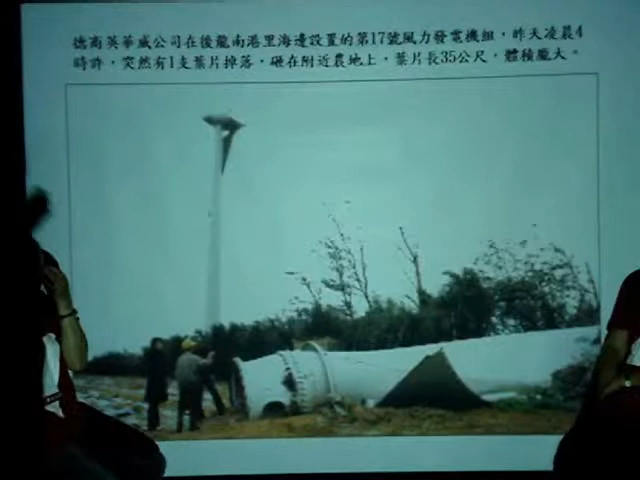 德商英華威公司在後龍南港里海邊設置的第17號風力發電機組，昨天凌晨4
時許，突然有1支葉片掉落，砸在附近農地上，葉片長35公尺，體積龐大。